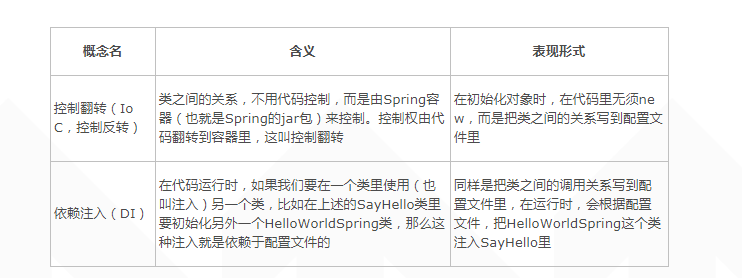 概念名
含义
表现形式
控制翻转（Io
C，控制反转）
类之间的关系，不用代码控制，而是由Spring容
器（也就是Spring的jar包）来控制。控制权由代
码翻转到容器里，这叫控制翻转
在初始化对象时，在代码里无须ne
w，而是把类之间的关系写到配置文
件里
依赖注入（DI）
在代码运行时，如果我们要在一个类里使用（也
叫注入）另一个类，比如在上述的SayHello类里
要初始化另外一个HelloWorldSpring类，那么这
种注入就是依赖于配置文件的
同样是把类之间的调用关系写到配
置文件里，在运行时，会根据配置
文件，把HelloWorldSpring这个类
注入SayHello里